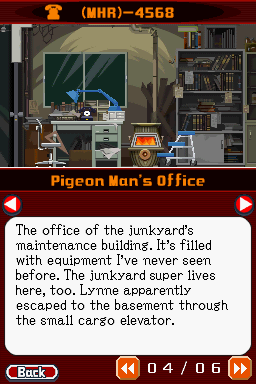 (MHR)-4568
Pigeon Man's Office
The office of the junkyard's
maintenance building. It's filled
with equipment I've never seen
before. The junkyard super lives
here, too. Lynne apparently
escaped to the basement through
the small cargo elevator.
Back
04/06